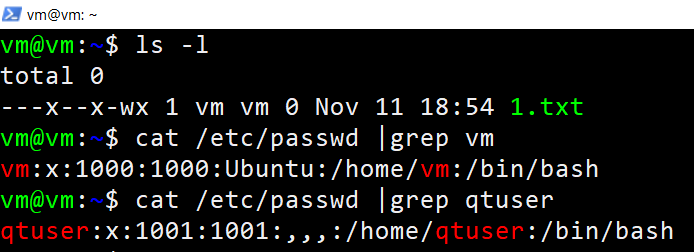 vm@vm: ~
vm@vm:~$ ls -l
total 0
---x--x-wx 1 vm vm 0 Nov 11 18:54 1.txt
vm@vm:~$ cat /etc/passwd |grep vm
vm:x:1000:1000:Ubuntu:/home/vm:/bin/bash
vm@vm:~$ cat /etc/passwd |grep qtuser
qtuser:x:1001:1001:,,,:/home/qtuser:/bin/bash